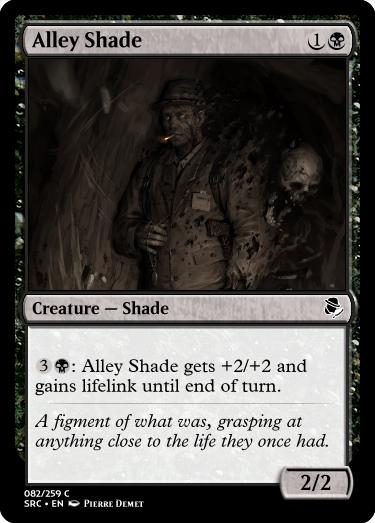 Alley Shade 1
Creature — Shade
3 : Alley Shade gets +2/+2 and
gains lifelink until end of turn.
A figment of what was, grasping at
anything close to the life they once had.
2/2
082/259 C
SRC • EN Pierre Demet